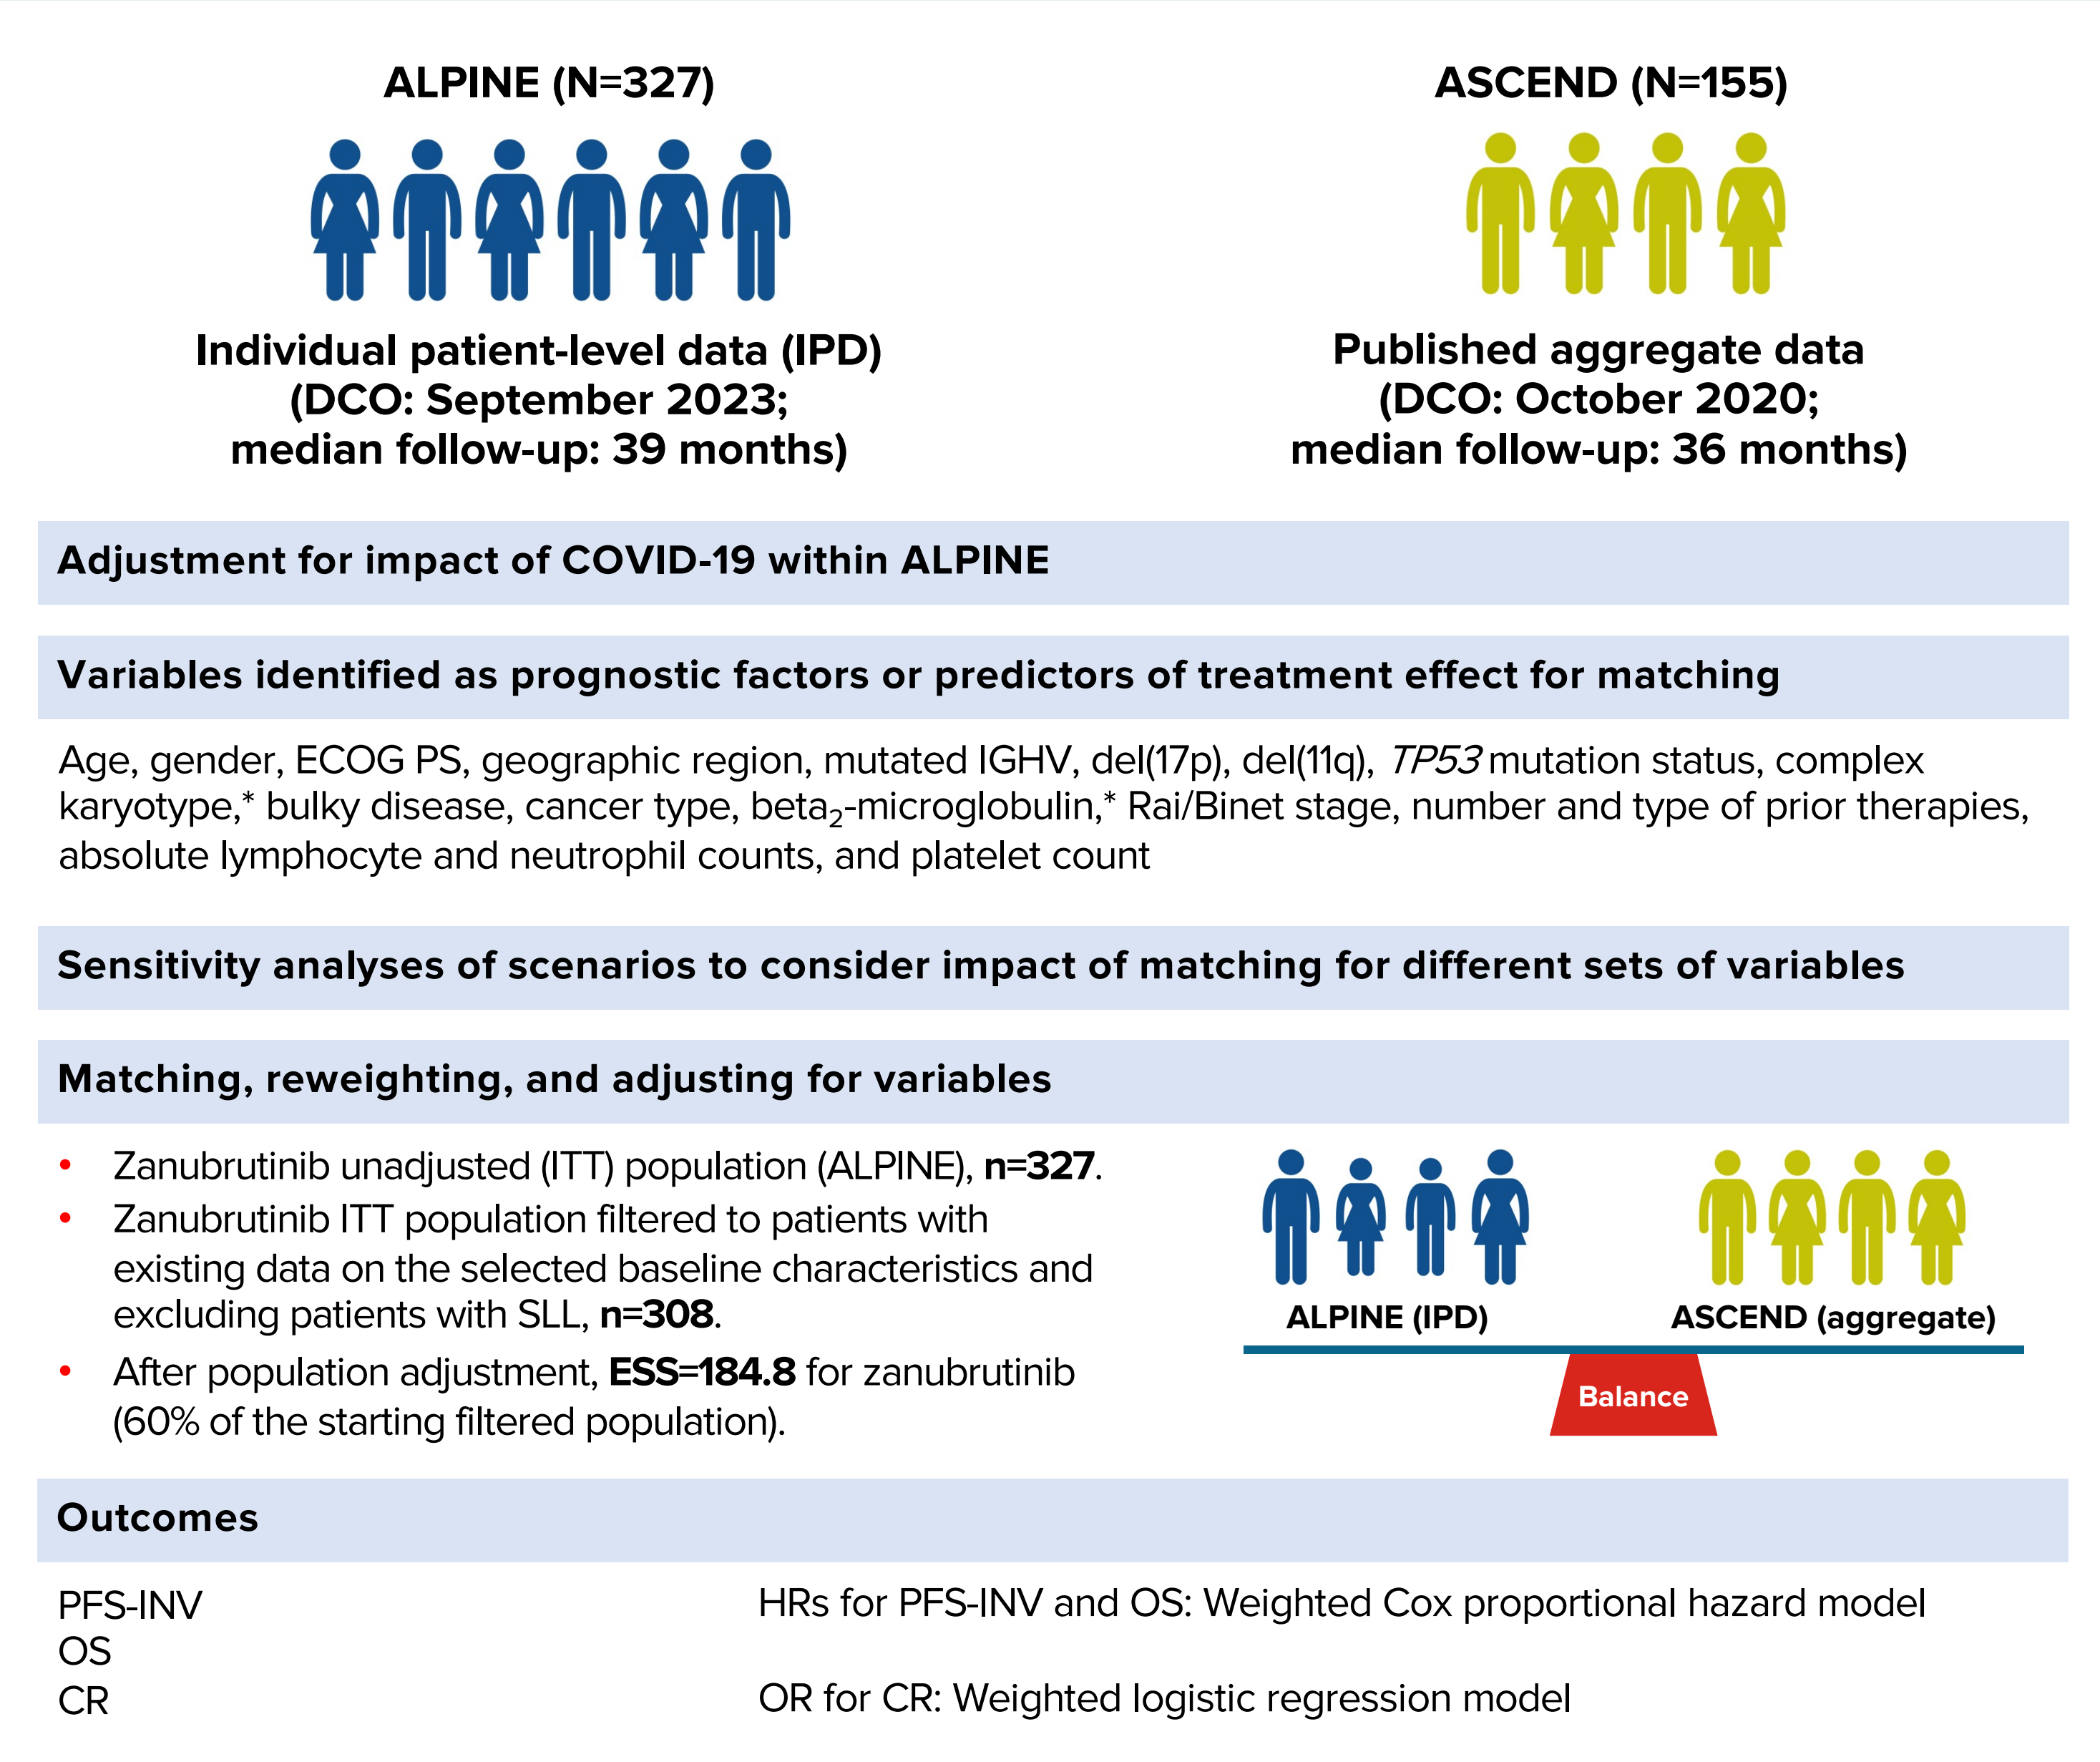 ALPINE (N=327)
Individual patient-level data (IPD)
(DCO: September 2023;
median follow-up: 39 months)
ASCEND (N=155)
Published aggregate data
(DCO: October 2020;
median follow-up: 36 months)
Adjustment for impact of COVID-19 within ALPINE
Variables identified as prognostic factors or predictors of treatment effect for matching
Age, gender, ECOG PS, geographic region, mutated IGHV, del(17p), del(11q), TP53 mutation status, complex
karyotype,* bulky disease, cancer type, beta₂-microglobulin,* Rai/Binet stage, number and type of prior therapies,
absolute lymphocyte and neutrophil counts, and platelet count
Sensitivity analyses of scenarios to consider impact of matching for different sets of variables
Matching, reweighting, and adjusting for variables
• Zanubrutinib unadjusted (ITT) population (ALPINE), n=327.
• Zanubrutinib ITT population filtered to patients with
existing data on the selected baseline characteristics and
excluding patients with SLL, n=308.
• After population adjustment, ESS=184.8 for zanubrutinib
(60% of the starting filtered population).
ALPINE (IPD)
ASCEND (aggregate)
Balance
Outcomes
PFS-INV
OS
CR
HRs for PFS-INV and OS: Weighted Cox proportional hazard model
OR for CR: Weighted logistic regression model